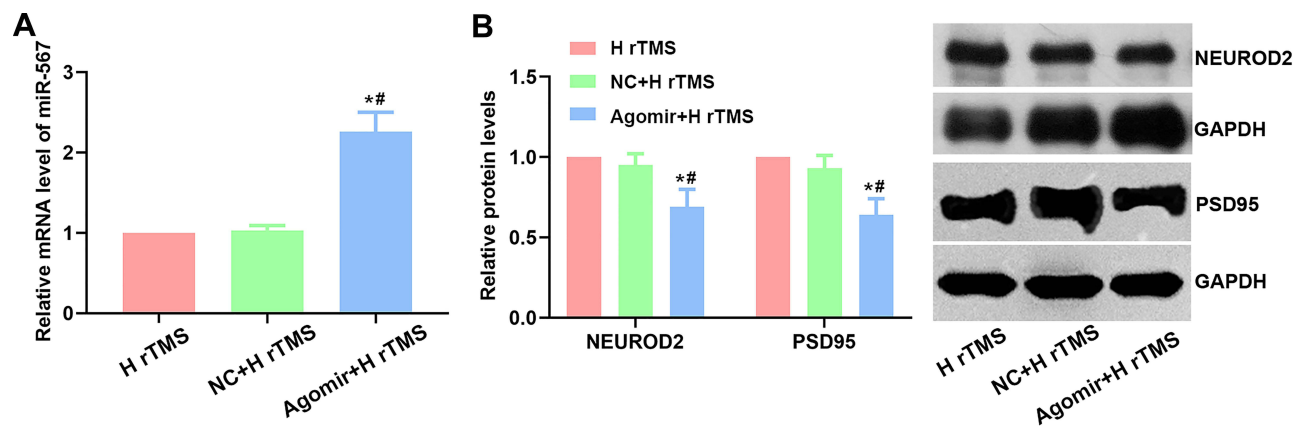 A
Relative mRNA level of miR-567
3
2
1
0
*#
H rTMS
NC+H rTMS
Agomir+H rTMS
B
H rTMS
NC+H rTMS
Agomir+H rTMS
Relative protein levels
1.5
1.0
0.5
0.0
*#
*#
NEUROD2
PSD95
NEUROD2
GAPDH
PSD95
GAPDH
H rTMS
NC+H rTMS
Agomir+H rTMS